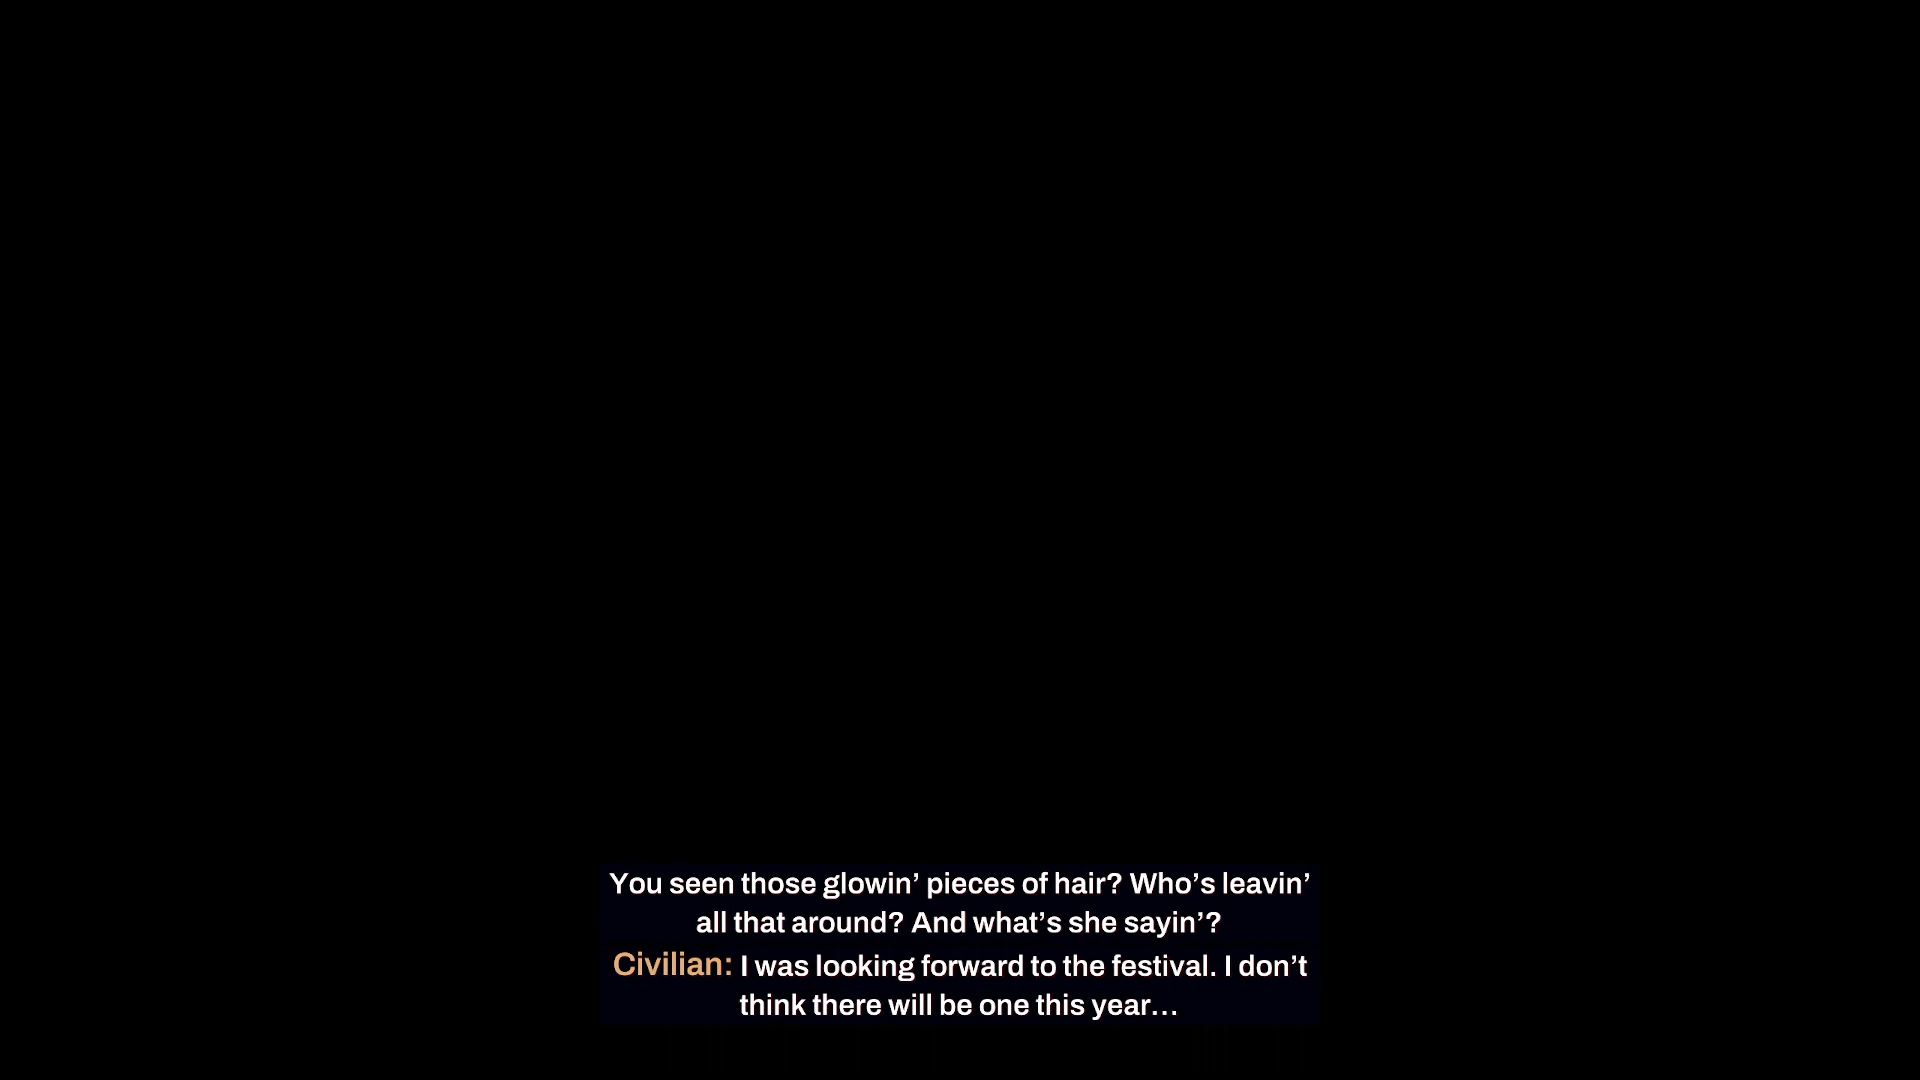 You seen those glowin’ pieces of hair? Who’s leavin’
all that around? And what’s she sayin’?
Civilian: I was looking forward to the festival. I don’t
think there will be one this year...